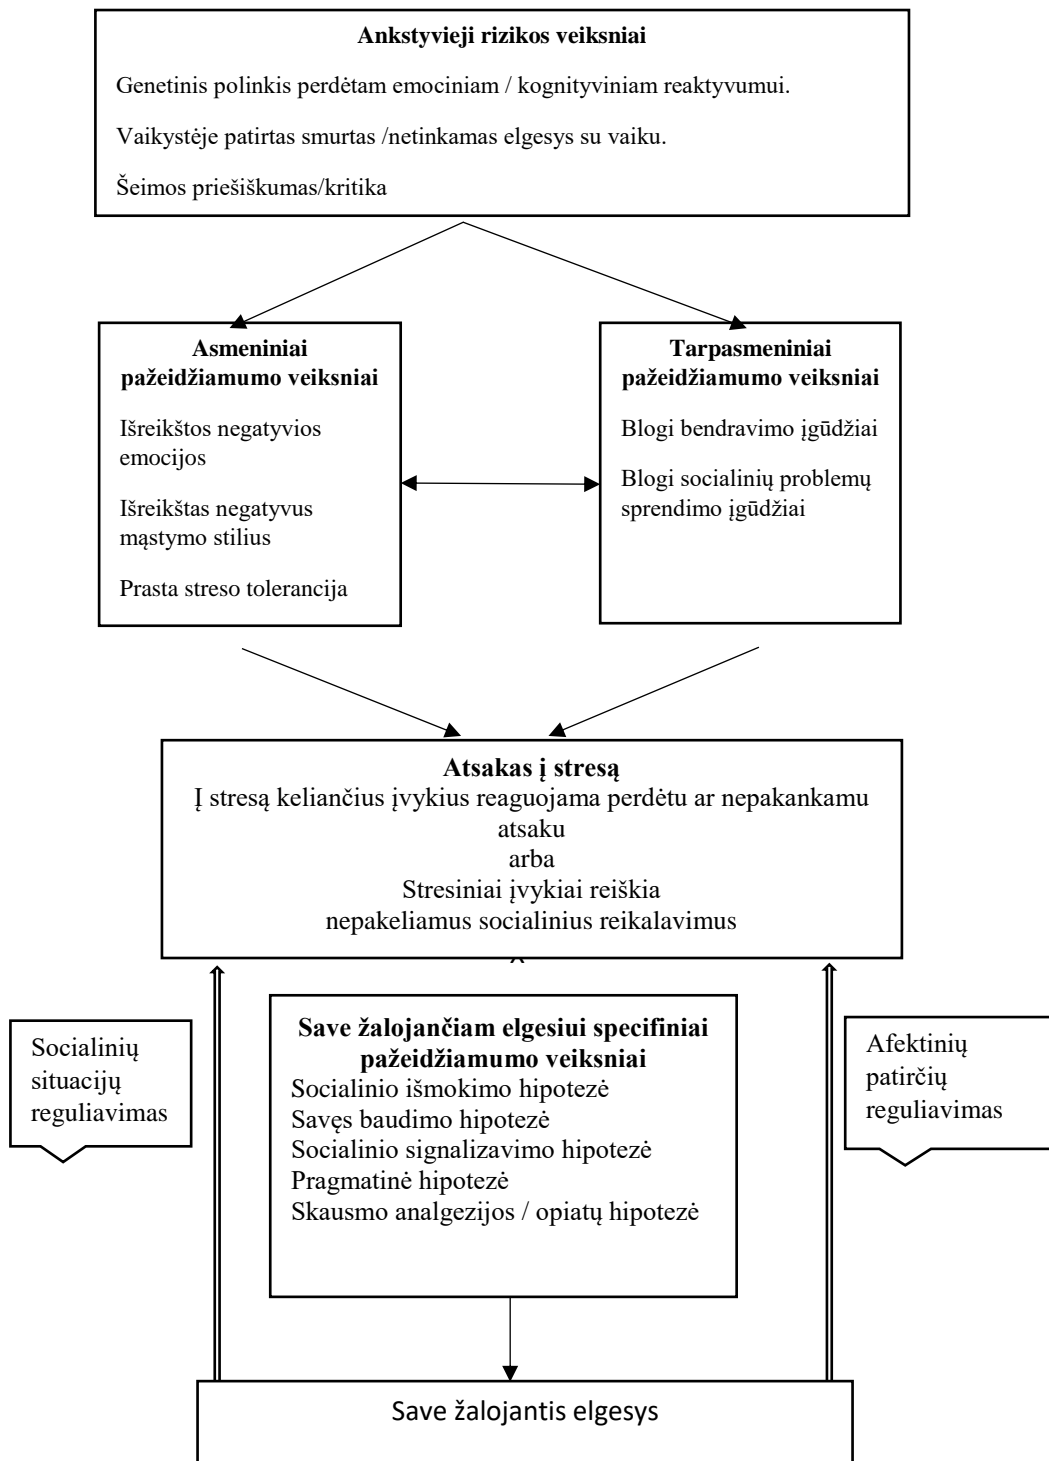 Ankstyvieji rizikos veiksniai
Genetinis polinkis perdėtam emociniam / kognityviniam reaktyvumui.
Vaikystėje patirtas smurtas /netinkamas elgesys su vaiku.
Šeimos priešiškumas/kritika
Asmeniniai
pažeidžiamumo veiksniai
Išreikštos negatyvios
emocijos
Išreikštas negatyvus
mąstymo stilius
Prasta streso tolerancija
Tarpasmeniniai
pažeidžiamumo veiksniai
Blogi bendravimo įgūdžiai
Blogi socialinių problemų
sprendimo įgūdžiai
Atsakas į stresą
Į stresą keliančius įvykius reaguojama perdėtu ar nepakankamu
atsaku
arba
Stresiniai įvykiai reiškia
nepakeliamus socialinius reikalavimus
Socialinių
situacijų
reguliavimas
Save žalojančiam elgesiui specifiniai
pažeidžiamumo veiksniai
Socialinio išmokimo hipotezė
Savęs baudimo hipotezė
Socialinio signalizavimo hipotezė
Pragmatinė hipotezė
Skausmo analgezijos / opiatų hipotezė
Afektinių
patirčių
reguliavimas
Save žalojantis elgesys